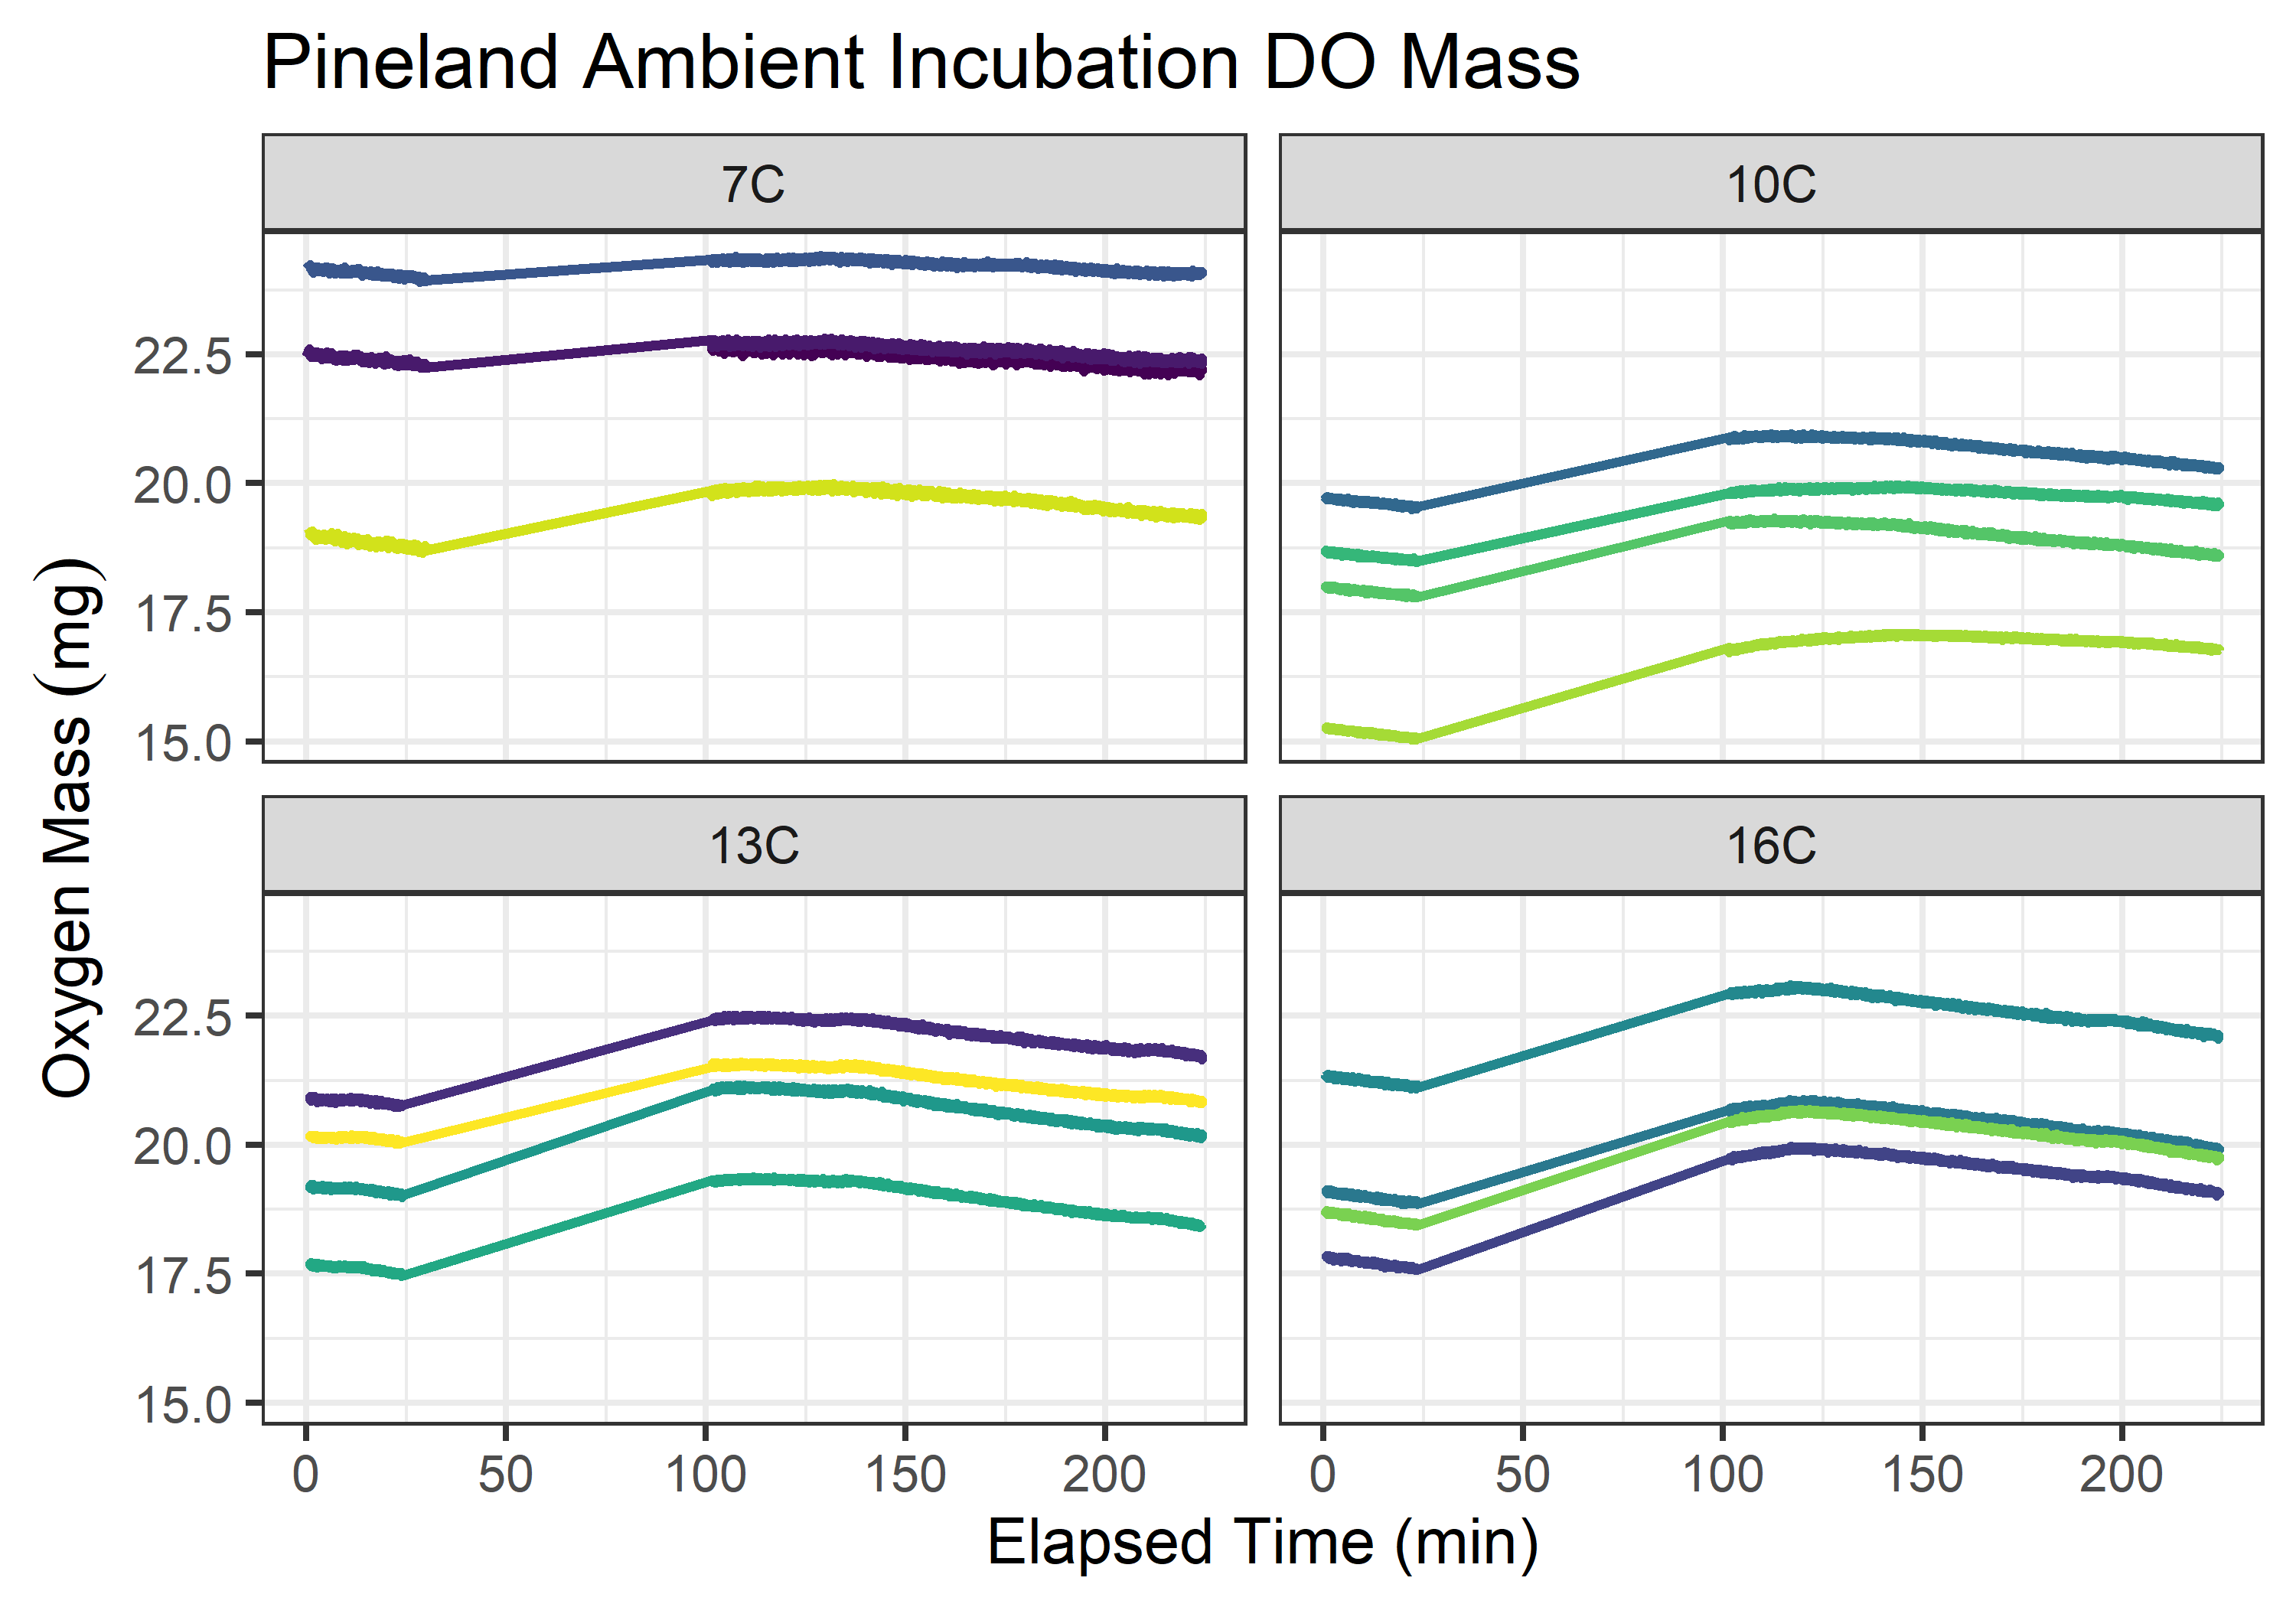 Pineland Ambient Incubation DO Mass
7C
10C
22.5
20.0
17.5
15.0
13C
16C
22.5
20.0
17.5
15.0
Oxygen Mass (mg)
0 50 100 150 200
0 50 100 150 200
Elapsed Time (min)